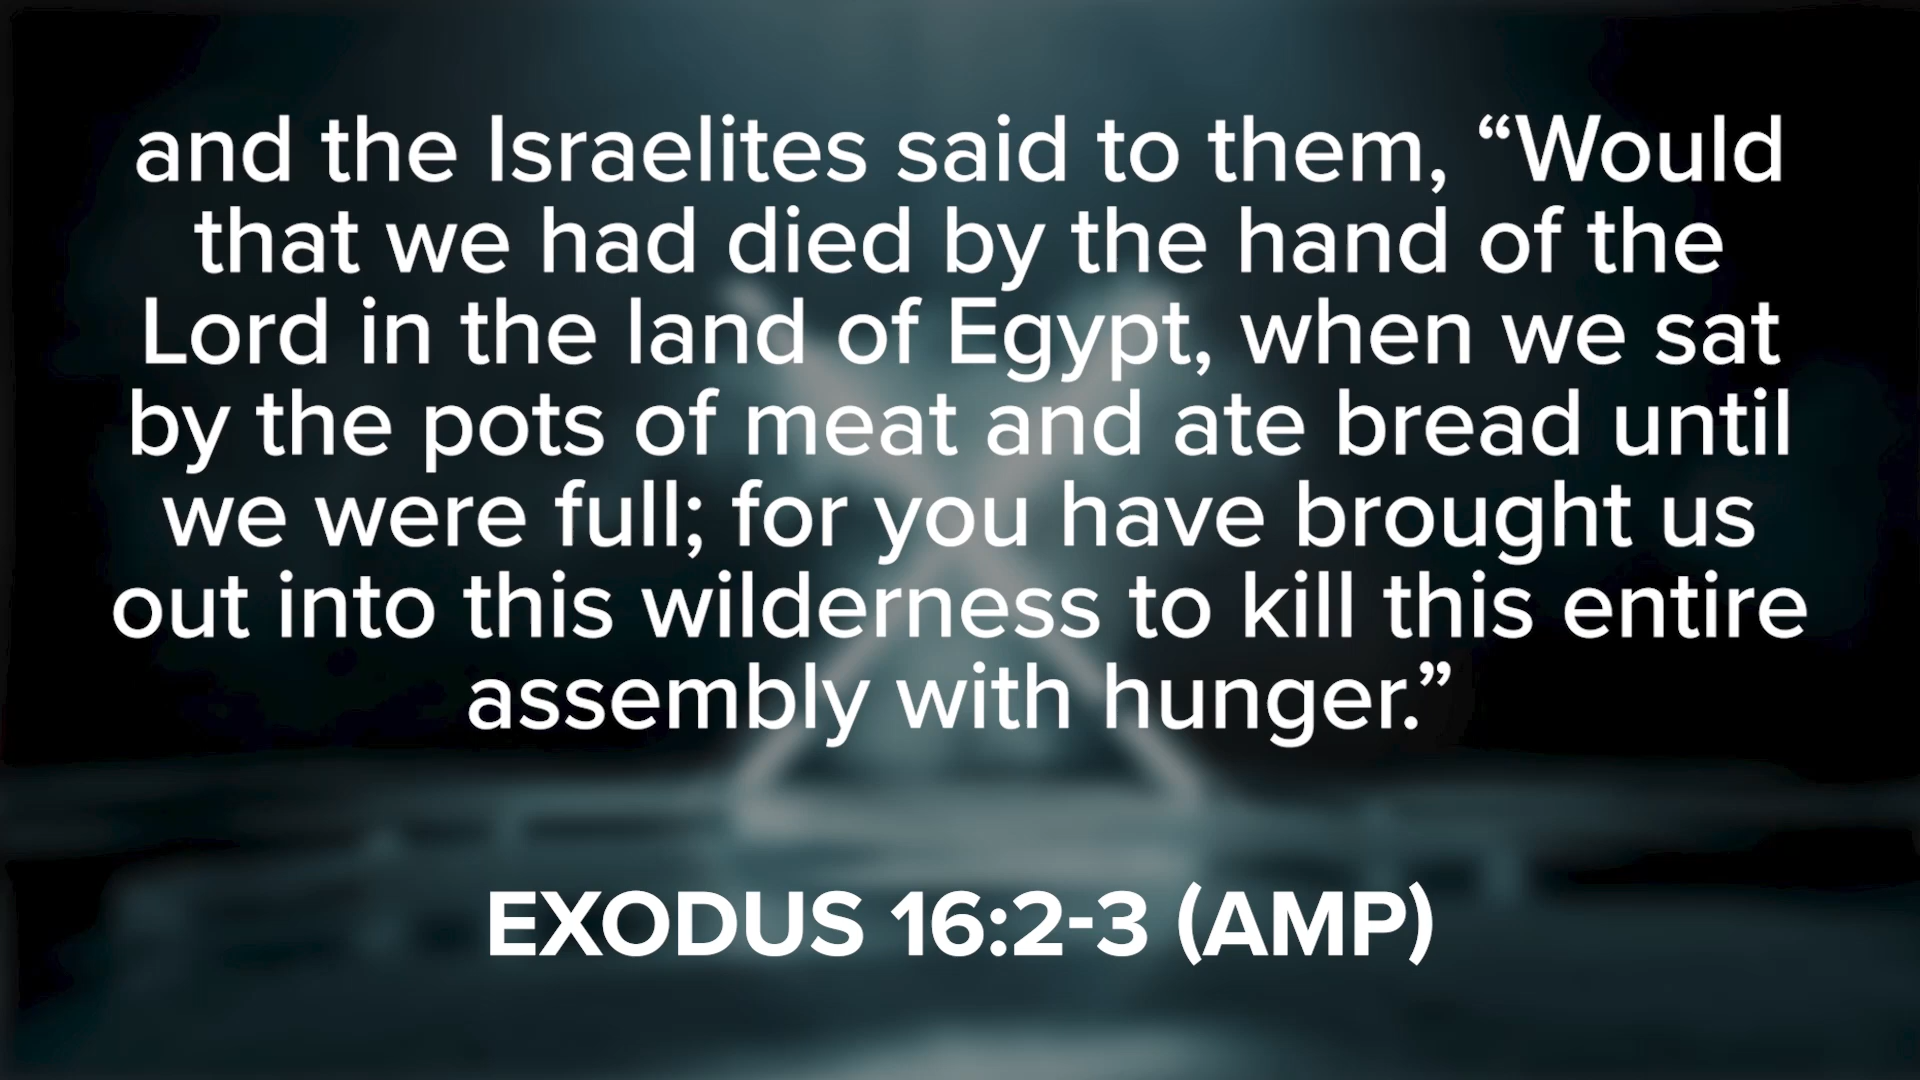 and the Israelites said to them, “Would
that we had died by the hand of the
Lord in the land of Egypt, when we sat
by the pots of meat and ate bread until
we were full; for you have brought us
out into this wilderness to kill this entire
assembly with hunger.”
EXODUS 16:2-3 (AMP)